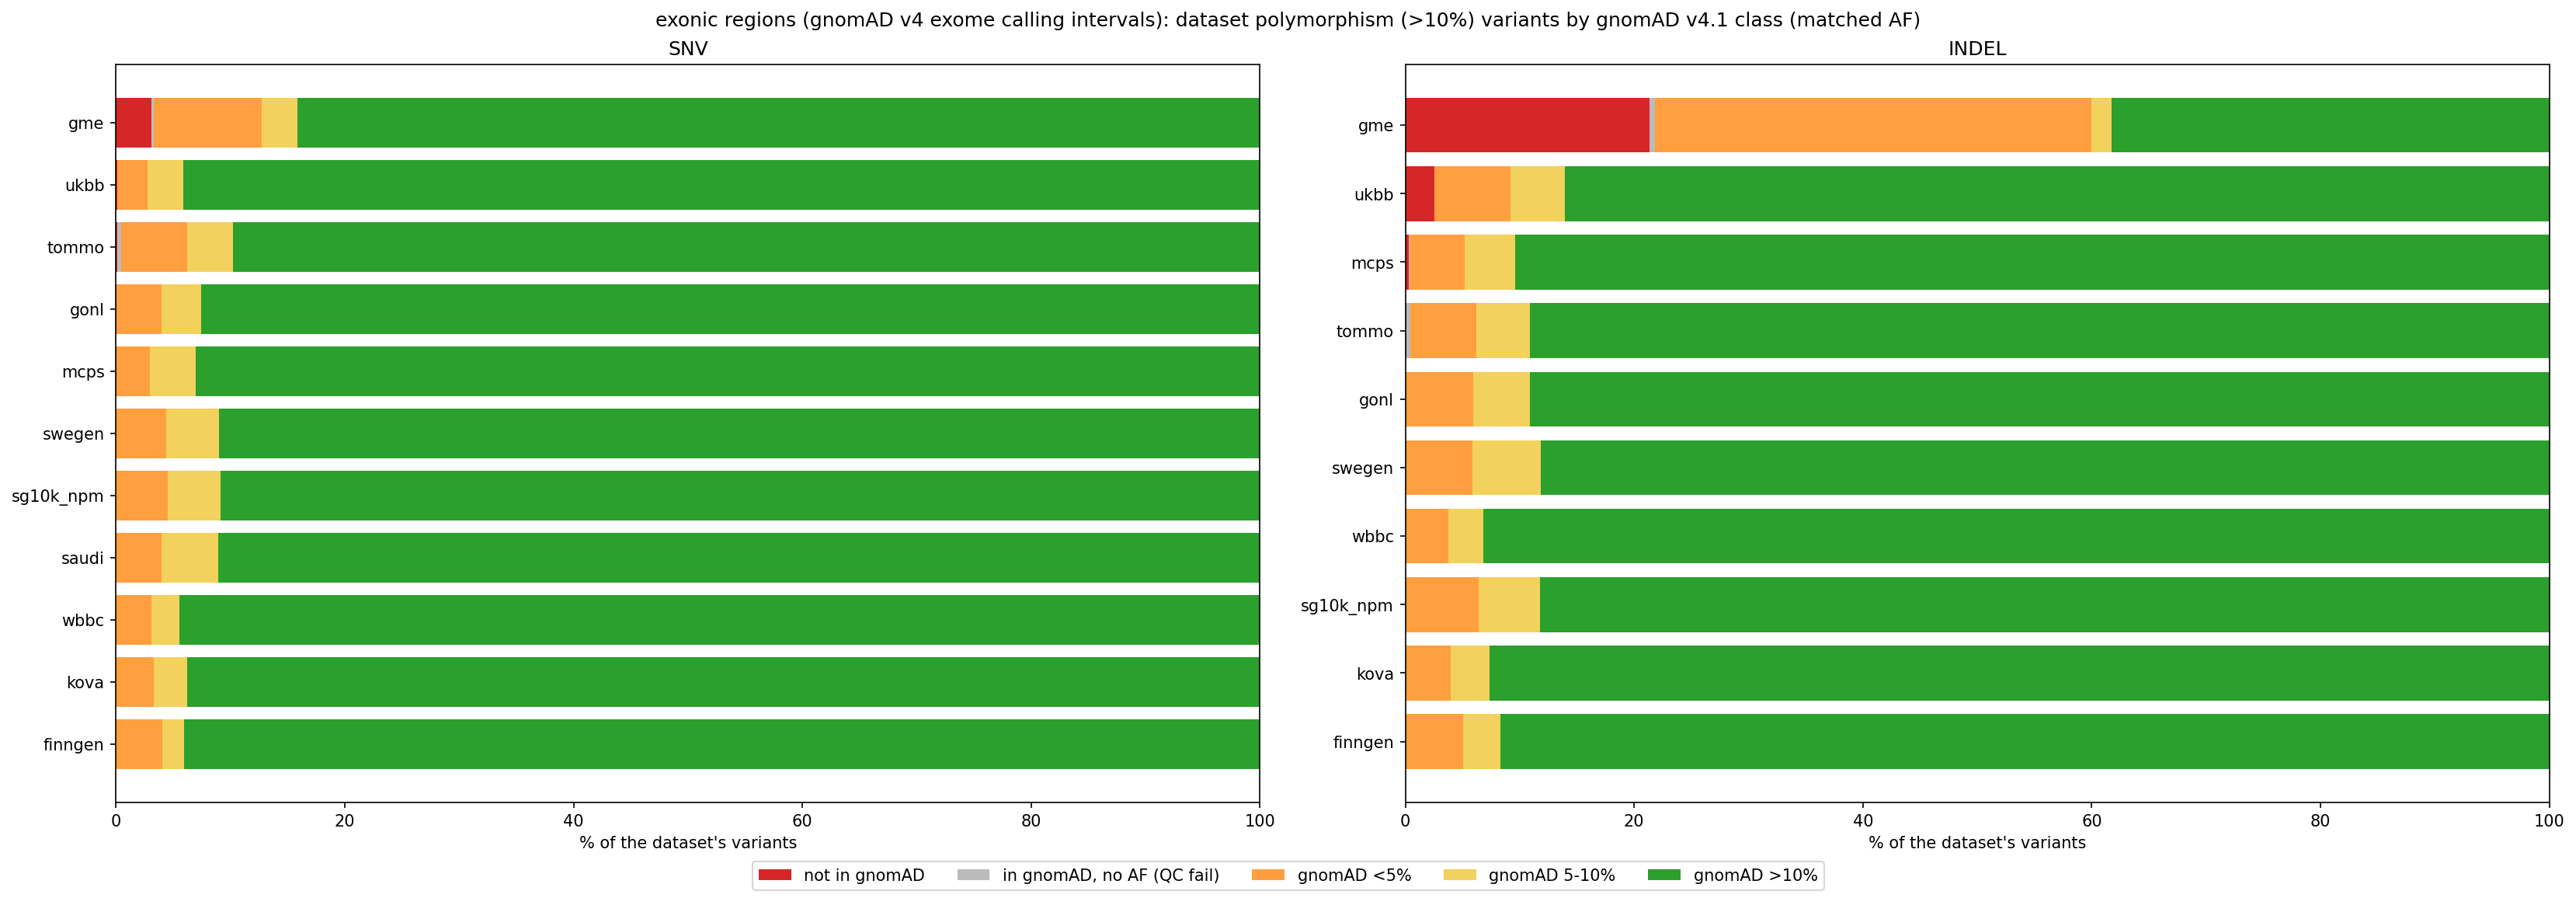 exonic regions (gnomAD v4 exome calling intervals): dataset polymorphism (>10%) variants by gnomAD v4.1 class (matched AF)
SNV
gme
ukbb
tommo
gonl
mcps
swegen
sg10k_npm
saudi
wbbc
kova
finngen
0 20 40 60 80 100
% of the dataset's variants
INDEL
gme
ukbb
mcps
tommo
gonl
swegen
wbbc
sg10k_npm
kova
finngen
0 20 40 60 80 100
% of the dataset's variants
not in gnomAD in gnomAD, no AF (QC fail) gnomAD <5% gnomAD 5-10% gnomAD >10%